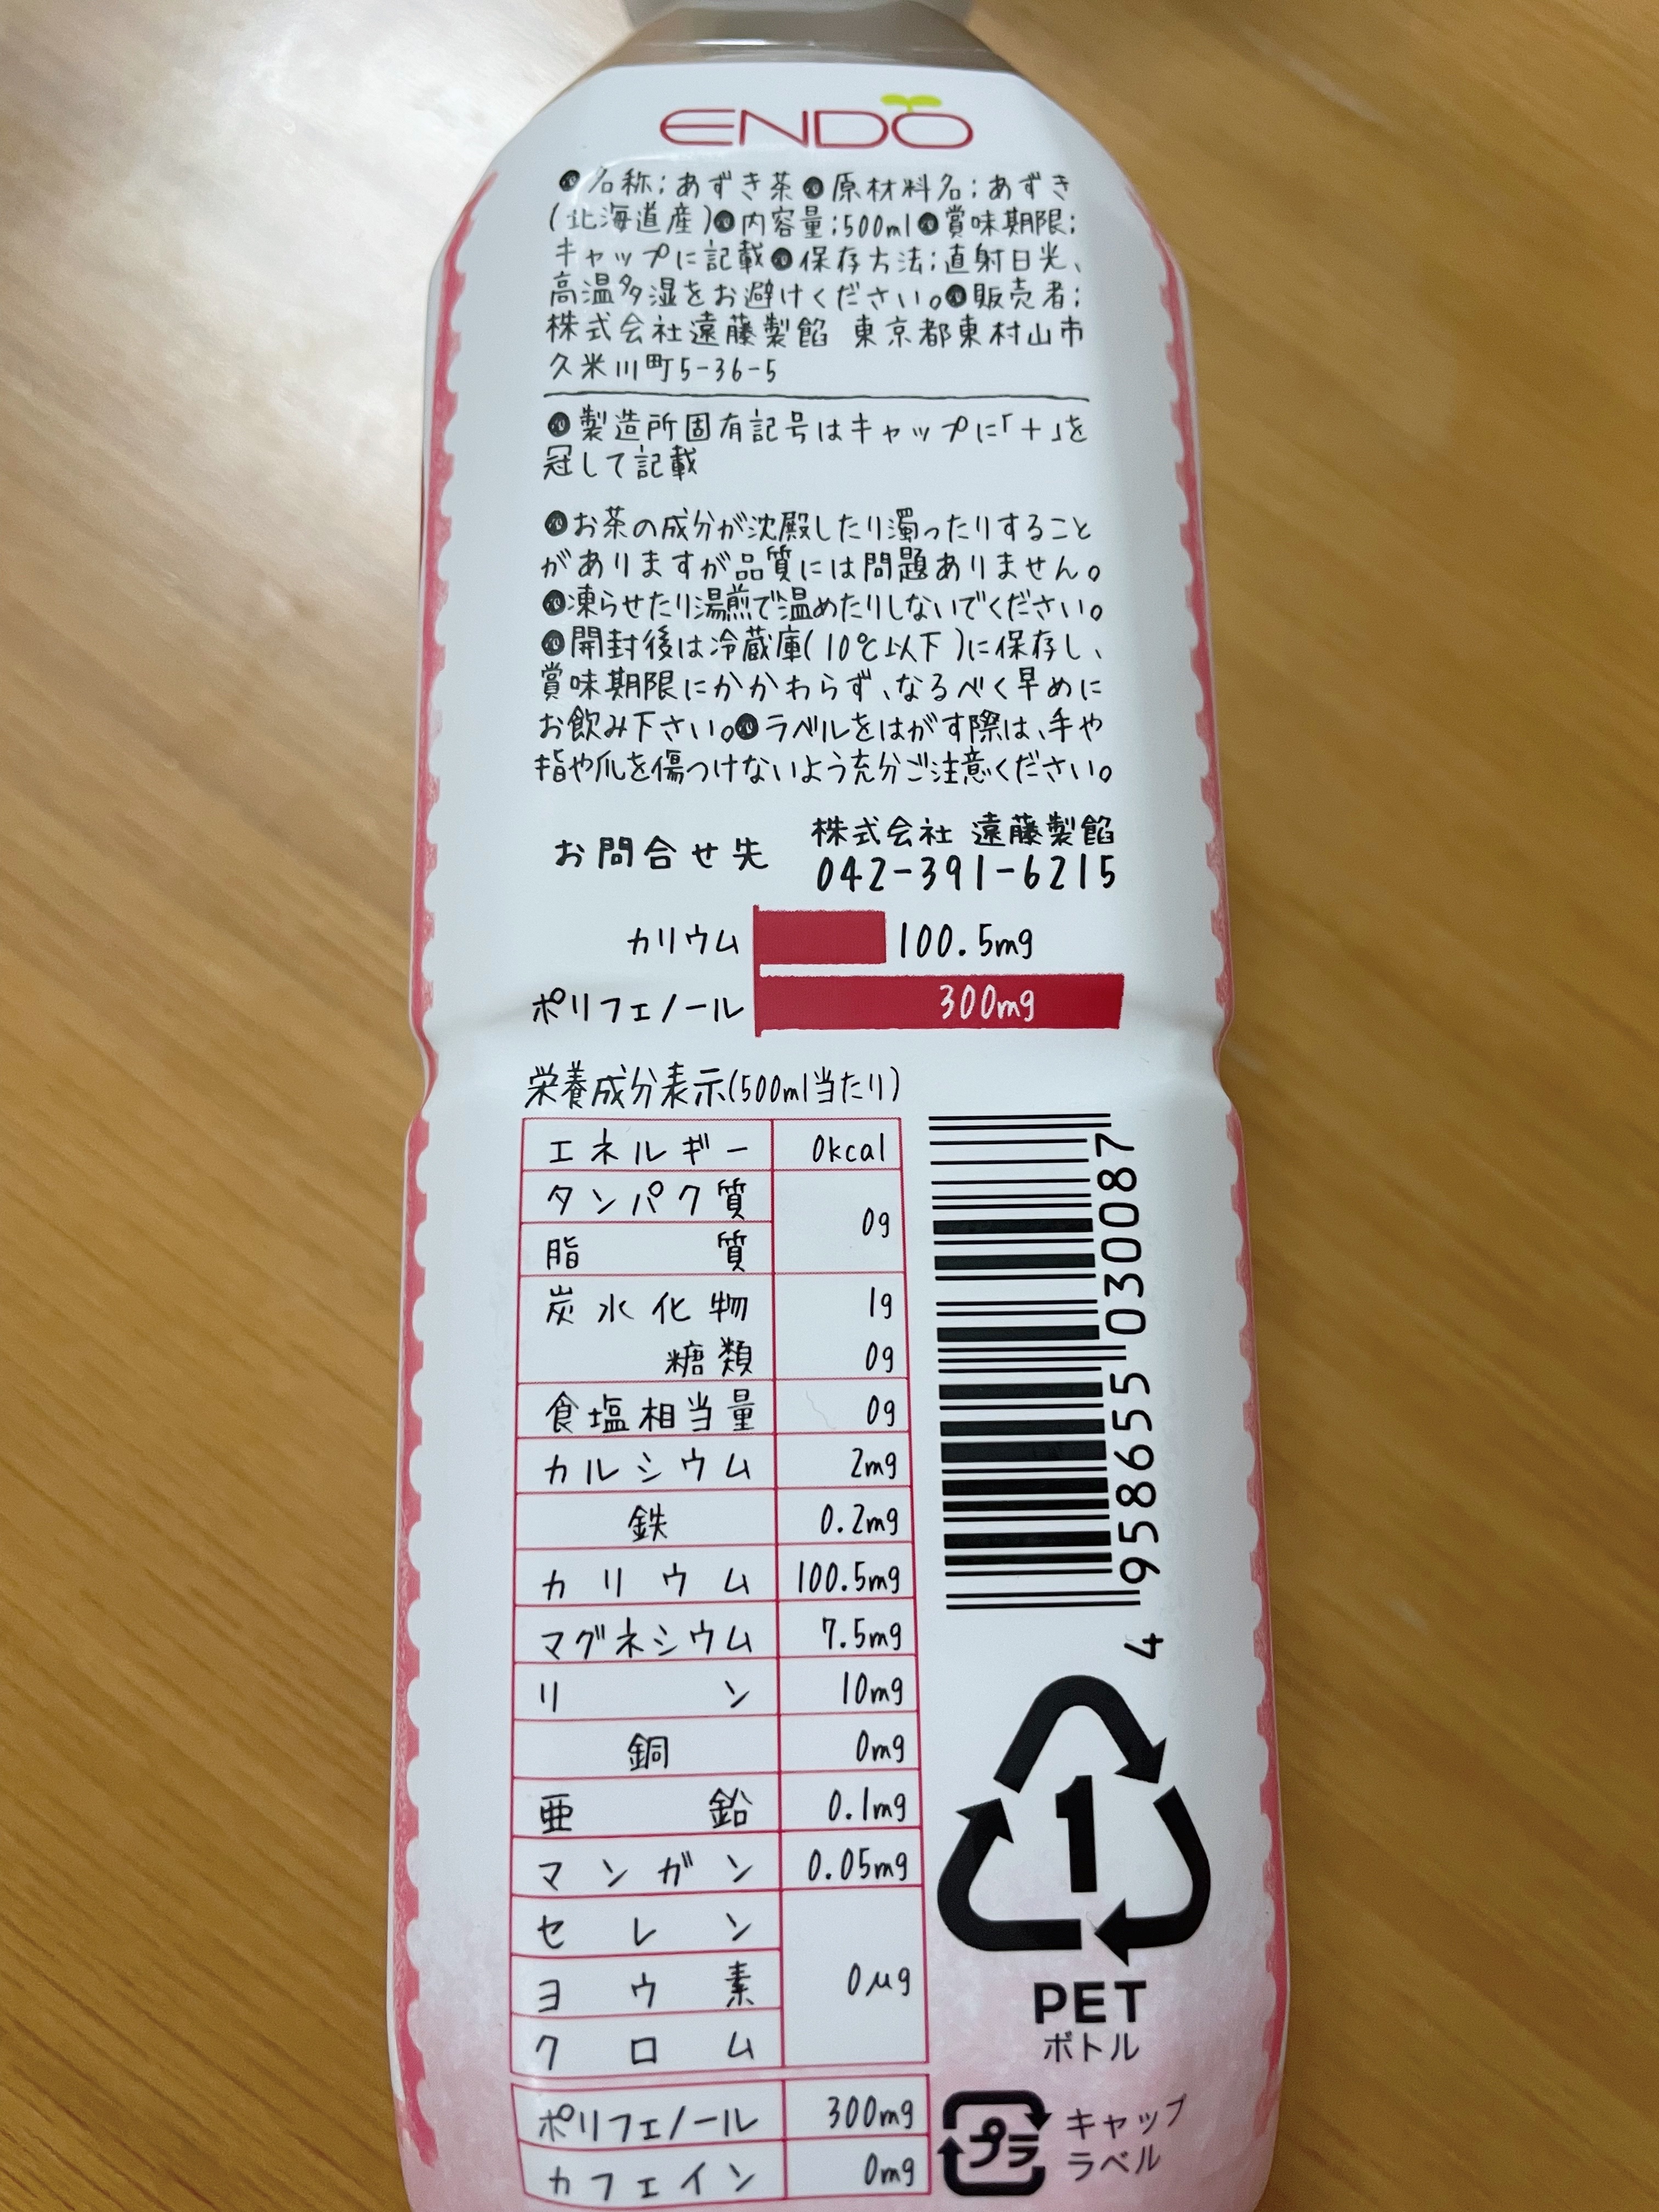 ENDO
●名称:あずき茶●原材料名:あずき
(北海道産)●内容量:500ml●賞味期限:
キャップに記載●保存方法:直射日光、
高温多湿をお避けください。●販売者:
株式会社遠藤製餡 東京都東村山市
久米川町5-36-5
●製造所固有記号はキャップに「+」を
冠して記載
●お茶の成分が沈殿したり濁ったりすること
がありますが品質には問題ありません。
●凍らせたり湯煎で温めたりしないでください。
●開封後は冷蔵庫(10℃以下)に保存し、
賞味期限にかかわらず、なるべく早めに
お飲み下さい。●ラベルをはがす際は、手や
指や爪を傷つけないよう充分ご注意ください。
お問合せ先
株式会社 遠藤製餡
042-391-6215
カリウム 100.5mg
ポリフェノール 300mg
栄養成分表示(500ml当たり)
エネルギー 0kcal
タンパク質
脂質 0g
炭水化物 1g
糖類 0g
食塩相当量 0g
カルシウム 2mg
鉄 0.2mg
カリウム 100.5mg
マグネシウム 7.5mg
リン 10mg
銅 0mg
亜鉛 0.1mg
マンガン 0.05mg
セレン
ヨウ素 0μg
クロム
ポリフェノール 300mg
カフェイン 0mg
4 958655 030087
1
PET
ボトル
プラ
キャップ
ラベル